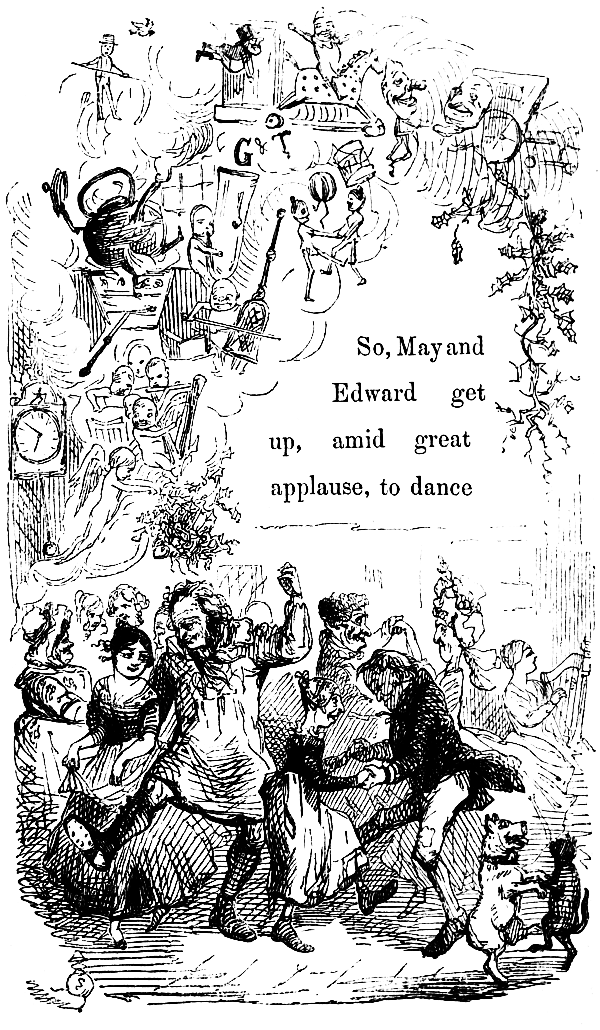 G & T
So, May and
Edward get
up, amid great
applause, to dance